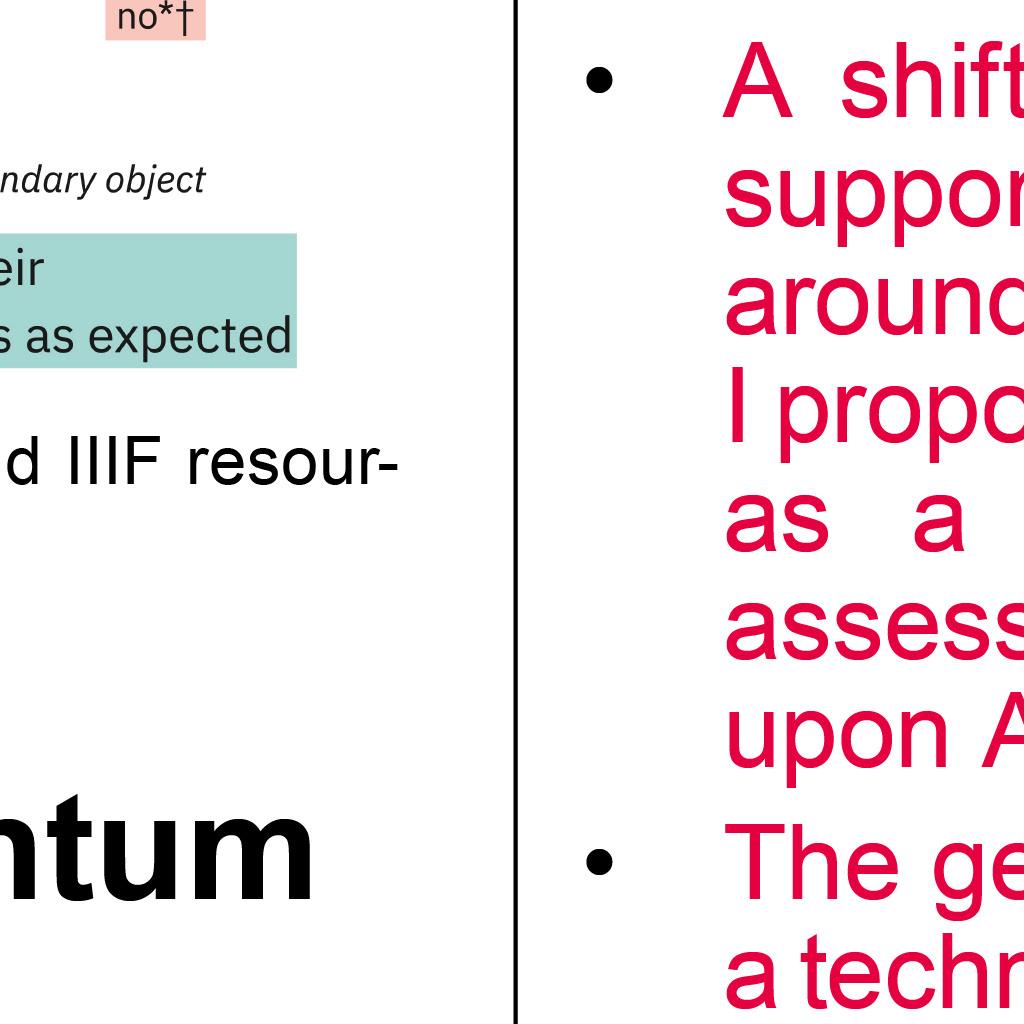 no*†
ndary object
eir
s as expected
d IIIF resour-
ntum
• A shift
suppor
around
I propo
as a
assess
upon A
• The ge
a techn